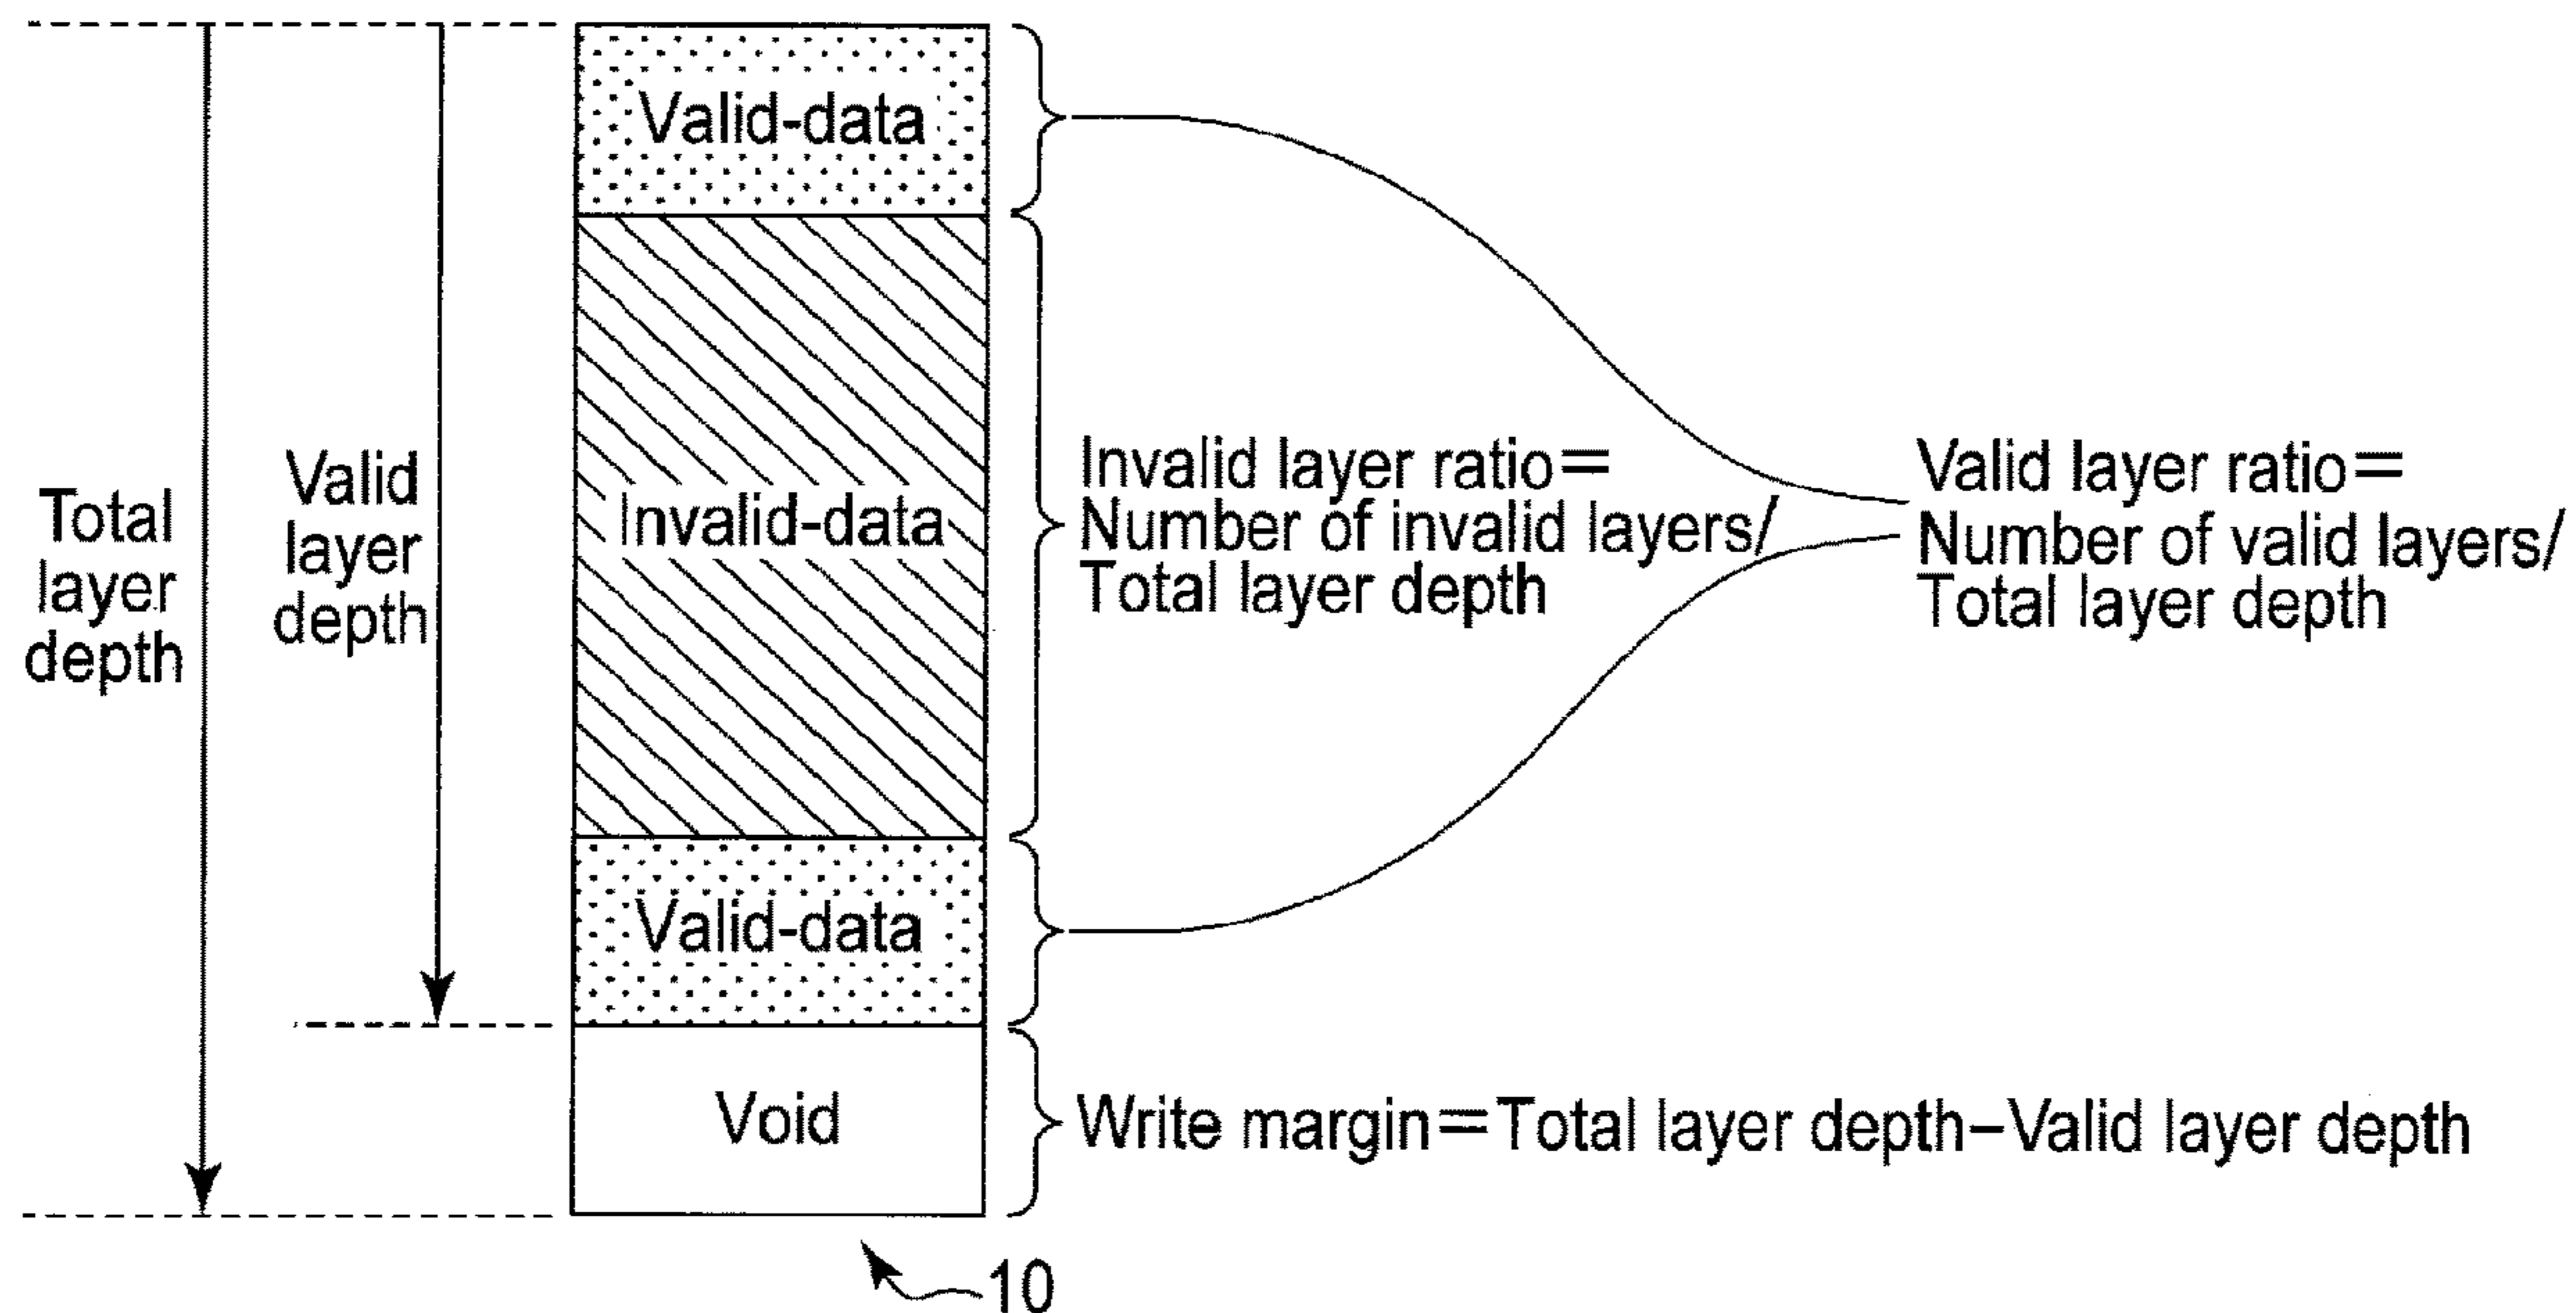 Total
layer
depth
Valid
layer
depth
Valid-data
Invalid-data
Valid-data
Void
Invalid layer ratio=
Number of invalid layers/
Total layer depth
Valid layer ratio=
Number of valid layers/
Total layer depth
Write margin=Total layer depth–Valid layer depth
10